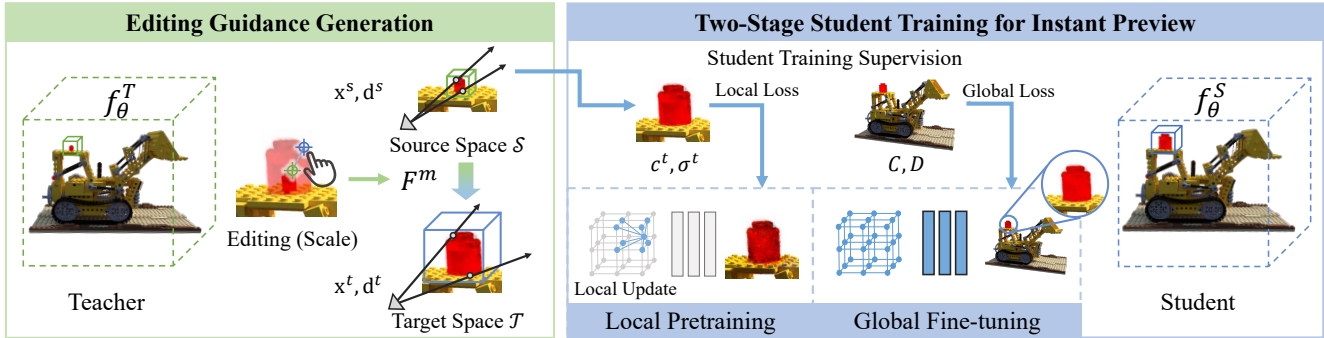 Editing Guidance Generation
f_θ^T
Teacher
Editing (Scale)
x^s, d^s
Source Space 𝒮
F^m
x^t, d^t
Target Space 𝒯
Two-Stage Student Training for Instant Preview
Student Training Supervision
Local Loss
Global Loss
c^t, σ^t
C, D
Local Update
Local Pretraining
Global Fine-tuning
f_θ^S
Student